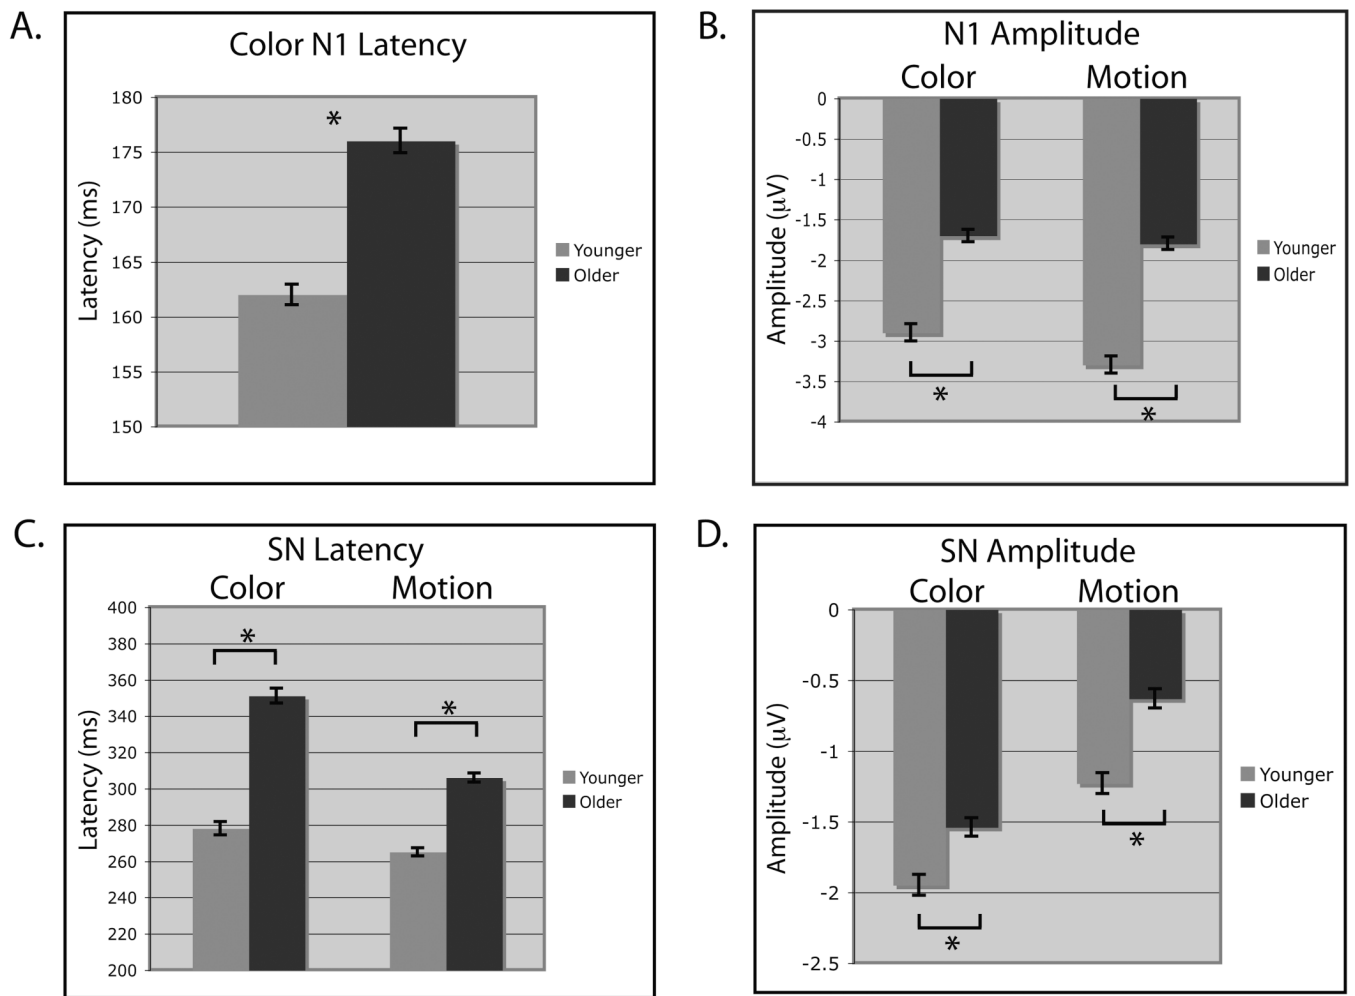 A.
Color N1 Latency
180
175
170
165
160
155
150
Latency (ms)
*
Younger
Older
B.
N1 Amplitude
Color Motion
0
-0.5
-1
-1.5
-2
-2.5
-3
-3.5
-4
Amplitude (µV)
*
*
Younger
Older
C.
SN Latency
Color Motion
400
380
360
340
320
300
280
260
240
220
200
Latency (ms)
*
*
Younger
Older
D.
SN Amplitude
Color Motion
0
-0.5
-1
-1.5
-2
-2.5
Amplitude (µV)
*
*
Younger
Older